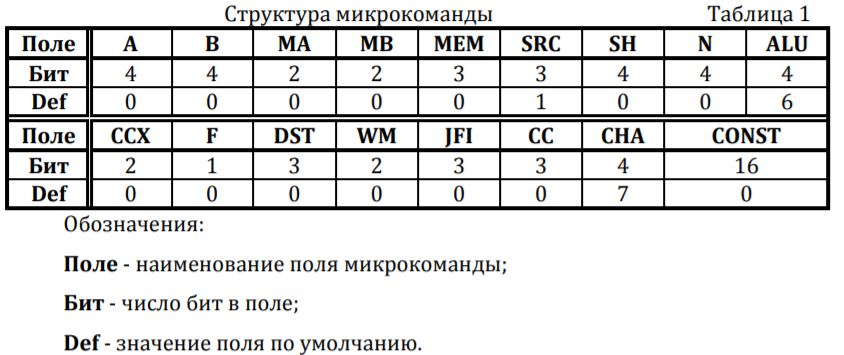 Структура микрокоманды Таблица 1
Поле A B MA MB MEM SRC SH N ALU
Бит 4 4 2 2 3 3 4 4 4
Def 0 0 0 0 0 1 0 0 6
Поле CCX F DST WM JFI CC CHA CONST
Бит 2 1 3 2 3 3 4 16
Def 0 0 0 0 0 0 7 0
Обозначения:
Поле - наименование поля микрокоманды;
Бит - число бит в поле;
Def - значение поля по умолчанию.